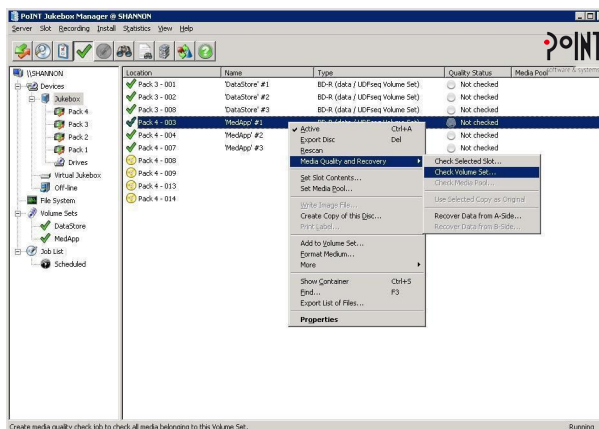 PoINT Jukebox Manager @ SHANNON
Server Slot Recording Install Statistics View Help
PoINT
software & systems
\\SHANNON
Devices
Jukebox
Pack 4
Pack 3
Pack 2
Pack 1
Drives
Virtual Jukebox
Off-line
File System
Volume Sets
DataStore
MedApp
Job List
Scheduled
Location Name Type Quality Status Media Pool
Pack 3 - 001 'DataStore' #1 BD-R (data / UDFseq Volume Set) Not checked
Pack 3 - 002 'DataStore' #2 BD-R (data / UDFseq Volume Set) Not checked
Pack 3 - 008 'DataStore' #3 BD-R (data / UDFseq Volume Set) Not checked
Pack 4 - 003 'MedApp' #1 BD-R (data / UDFseq Volume Set) Not checked
Pack 4 - 004 'MedApp' #2 Not checked
Pack 4 - 007 'MedApp' #3 Not checked
Pack 4 - 008
Pack 4 - 009
Pack 4 - 013
Pack 4 - 014
Active Ctrl+A
Export Disc Del
Rescan
Media Quality and Recovery
Set Slot Contents...
Set Media Pool...
Write Image File...
Create Copy of this Disc...
Print Label...
Add to Volume Set...
Format Medium...
More
Show Container Ctrl+S
Find... F3
Export List of Files...
Properties
Check Selected Slot...
Check Volume Set...
Check Media Pool...
Use Selected Copy as Original
Recover Data from A-Side...
Recover Data from B-Side...
Create media quality check job to check all media belonging to this Volume Set.
Running